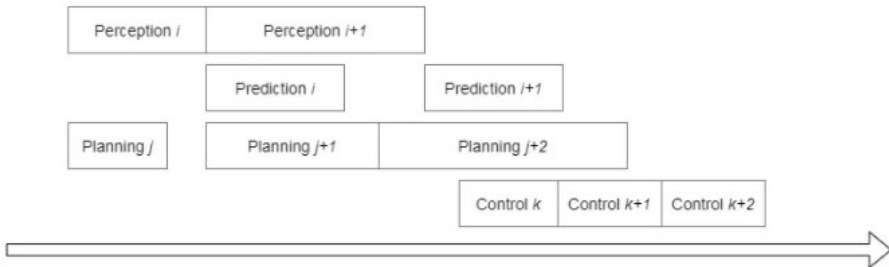 Perception i Perception i+1
Prediction i Prediction i+1
Planning j Planning j+1 Planning j+2
Control k Control k+1 Control k+2